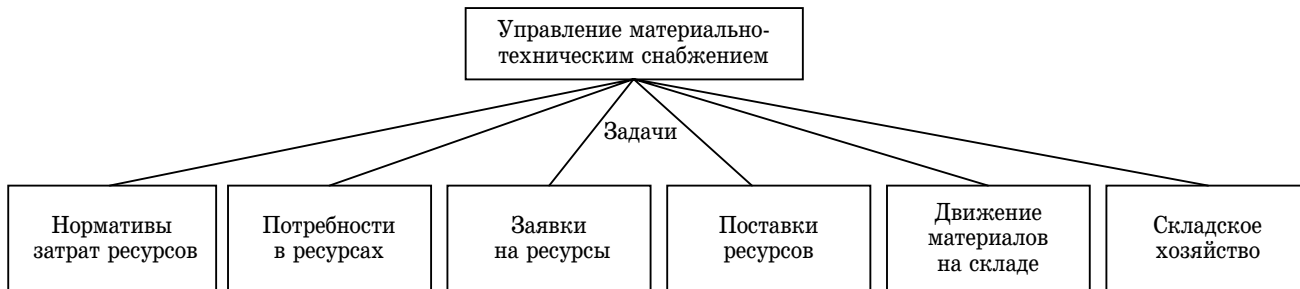 Управление материально-
техническим снабжением
Задачи
Нормативы
затрат ресурсов
Потребности
в ресурсах
Заявки
на ресурсы
Поставки
ресурсов
Движение
материалов
на складе
Складское
хозяйство